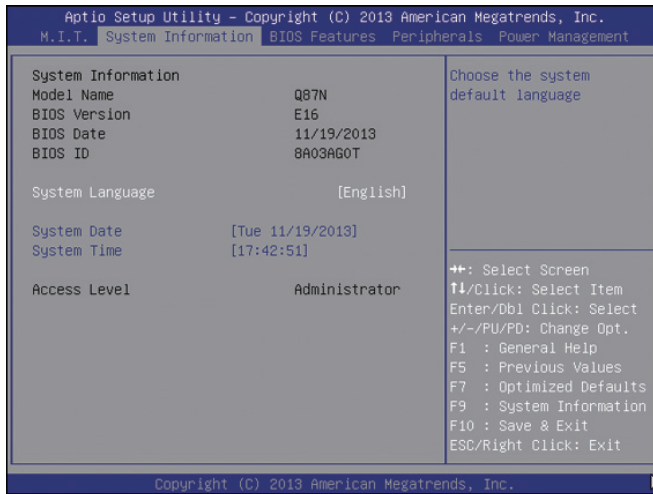 Aptio Setup Utility – Copyright (C) 2013 American Megatrends, Inc.
M.I.T. System Information BIOS Features Peripherals Power Management
System Information
Model Name Q87N
BIOS Version E16
BIOS Date 11/19/2013
BIOS ID 8A03AG0T
System Language [English]
System Date [Tue 11/19/2013]
System Time [17:42:51]
Access Level Administrator
Choose the system
default language
→←: Select Screen
↑↓/Click: Select Item
Enter/Dbl Click: Select
+/-/PU/PD: Change Opt.
F1 : General Help
F5 : Previous Values
F7 : Optimized Defaults
F9 : System Information
F10 : Save & Exit
ESC/Right Click: Exit
Copyright (C) 2013 American Megatrends, Inc.